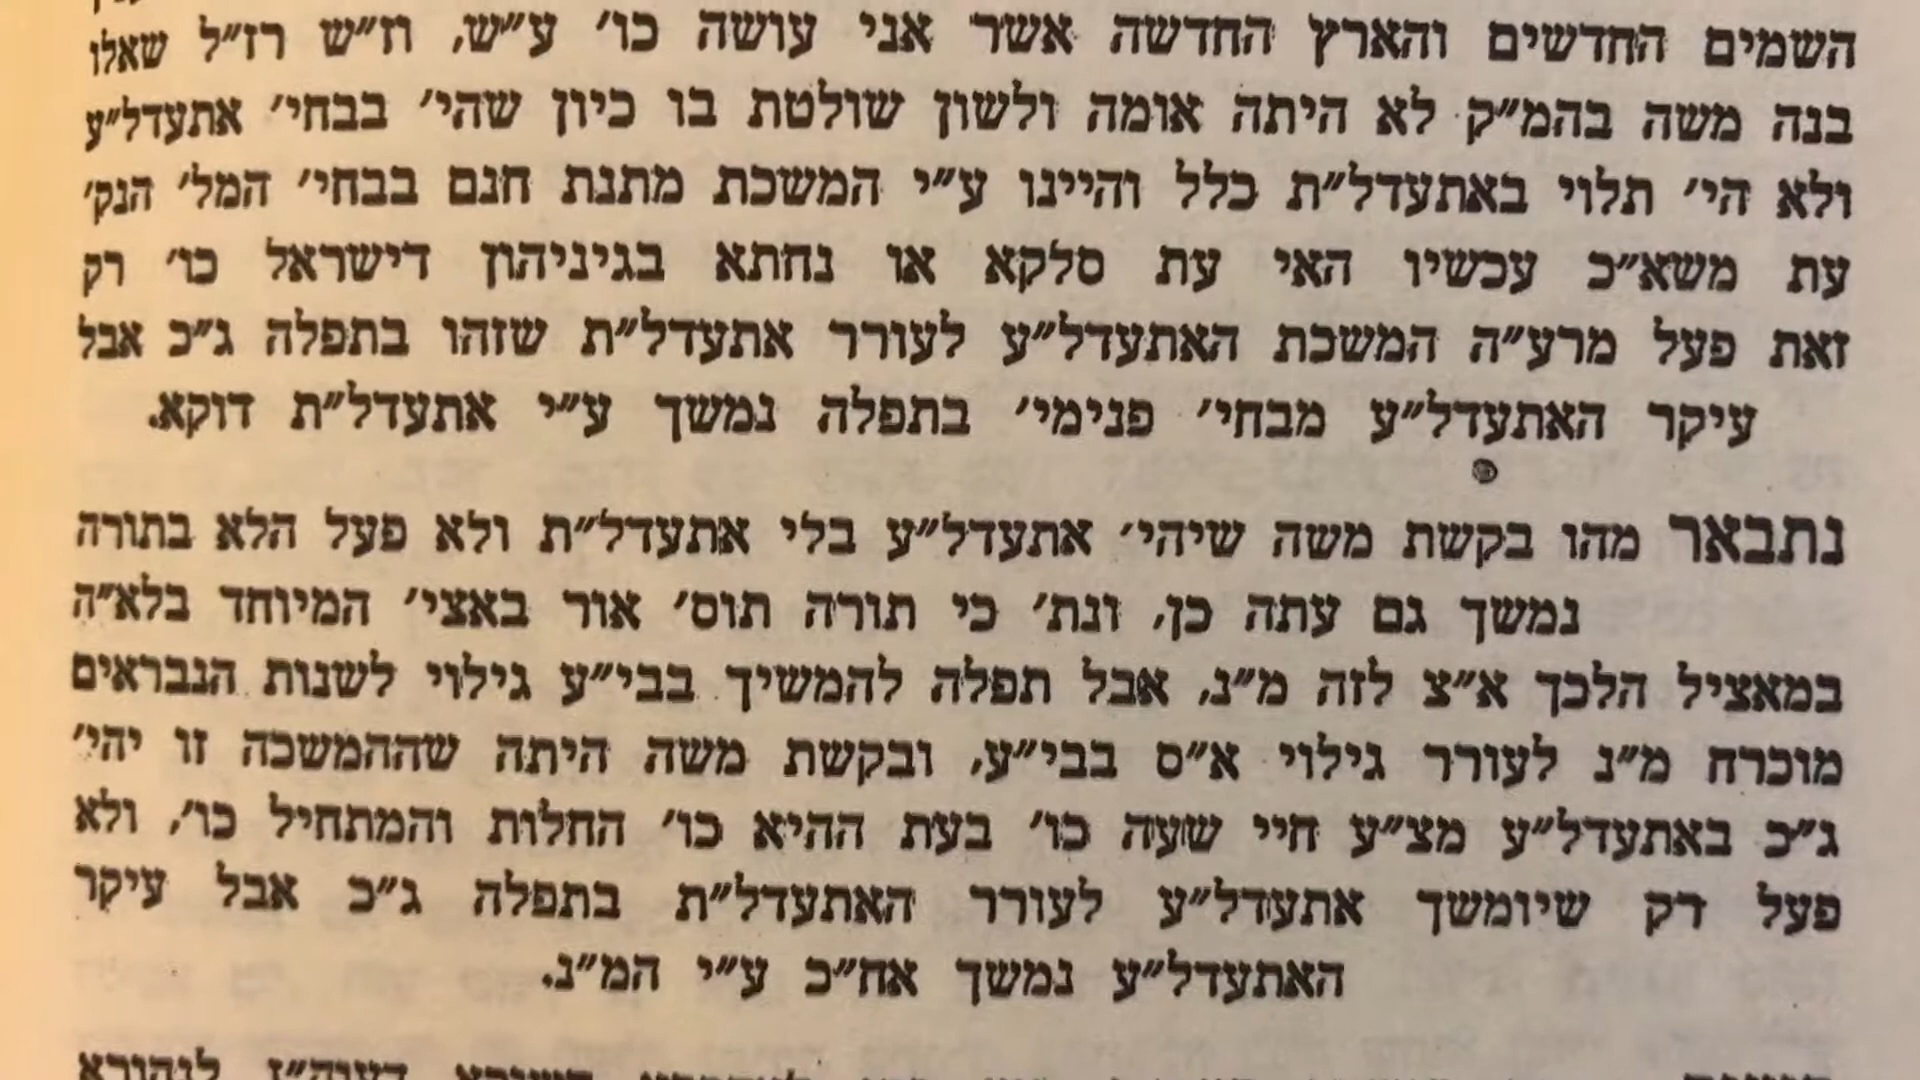 השמים החדשים והארץ החדשה אשר אני עושה כו׳ ע״ש, וז״ש רז״ל שאלו
בנה משה בהמ״ק לא היתה אומה ולשון שולטת בו כיון שהי׳ בבחי׳ אתעדל״ע
ולא הי׳ תלוי באתעדל״ת כלל והיינו ע״י המשכת מתנת חנם בבחי׳ המל׳ הנק׳
עת משא״כ עכשיו האי עת סלקא או נחתא בגיניהון דישראל כו׳ רק
זאת פעל מרע״ה המשכת האתעדל״ע לעורר אתעדל״ת שזהו בתפלה ג״כ אבל
עיקר האתעדל״ע מבחי׳ פנימי׳ בתפלה נמשך ע״י אתעדל״ת דוקא.
נתבאר מהו בקשת משה שיהי׳ אתעדל״ע בלי אתעדל״ת ולא פעל הלא בתורה
נמשך גם עתה כן, ונת׳ כי תורה תוס׳ אור באצי׳ המיוחד בלא״ה
במאציל הלכך א״צ לזה מ״נ, אבל תפלה להמשיך בבי״ע גילוי לשנות הנבראים
מוכרח מ״נ לעורר גילוי א״ס בבי״ע, ובקשת משה היתה שההמשכה זו יהי׳
ג״כ באתעדל״ע מצ״ע חיי שעה כו׳ בעת ההיא כו׳ החלות והמתחיל כו׳, ולא
פעל רק שיומשך אתעדל״ע לעורר האתעדל״ת בתפלה ג״כ אבל עיקר
האתעדל״ע נמשך אח״כ ע״י המ״נ.